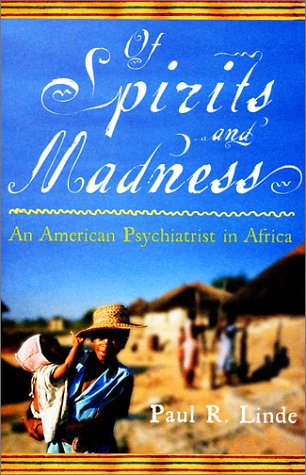 Of
Spirits
and
Madness
An American Psychiatrist in Africa
Paul R. Linde